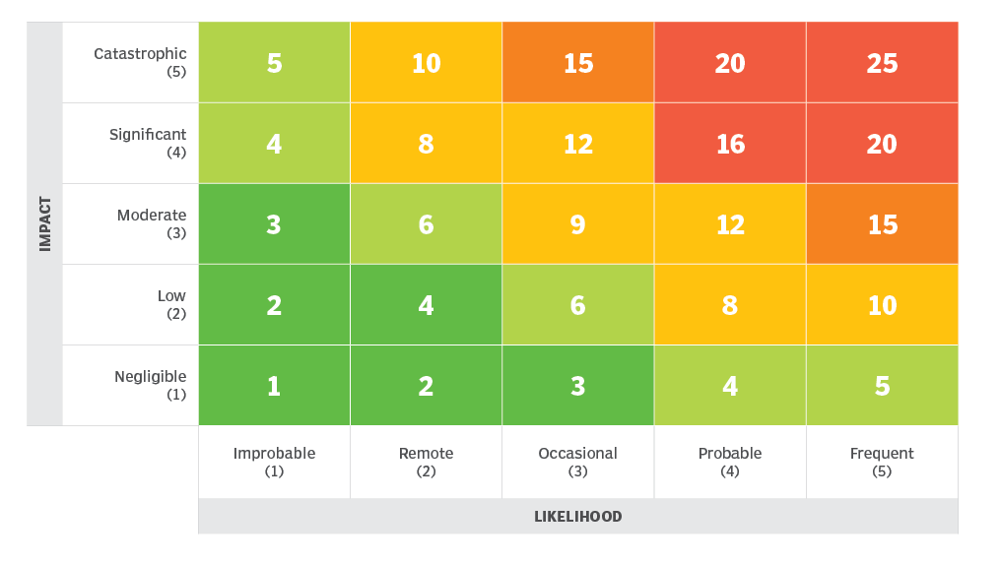 Catastrophic
(5)
5 10 15 20 25
Significant
(4)
4 8 12 16 20
IMPACT
Moderate
(3)
3 6 9 12 15
Low
(2)
2 4 6 8 10
Negligible
(1)
1 2 3 4 5
Improbable Remote Occasional Probable Frequent
(1) (2) (3) (4) (5)
LIKELIHOOD